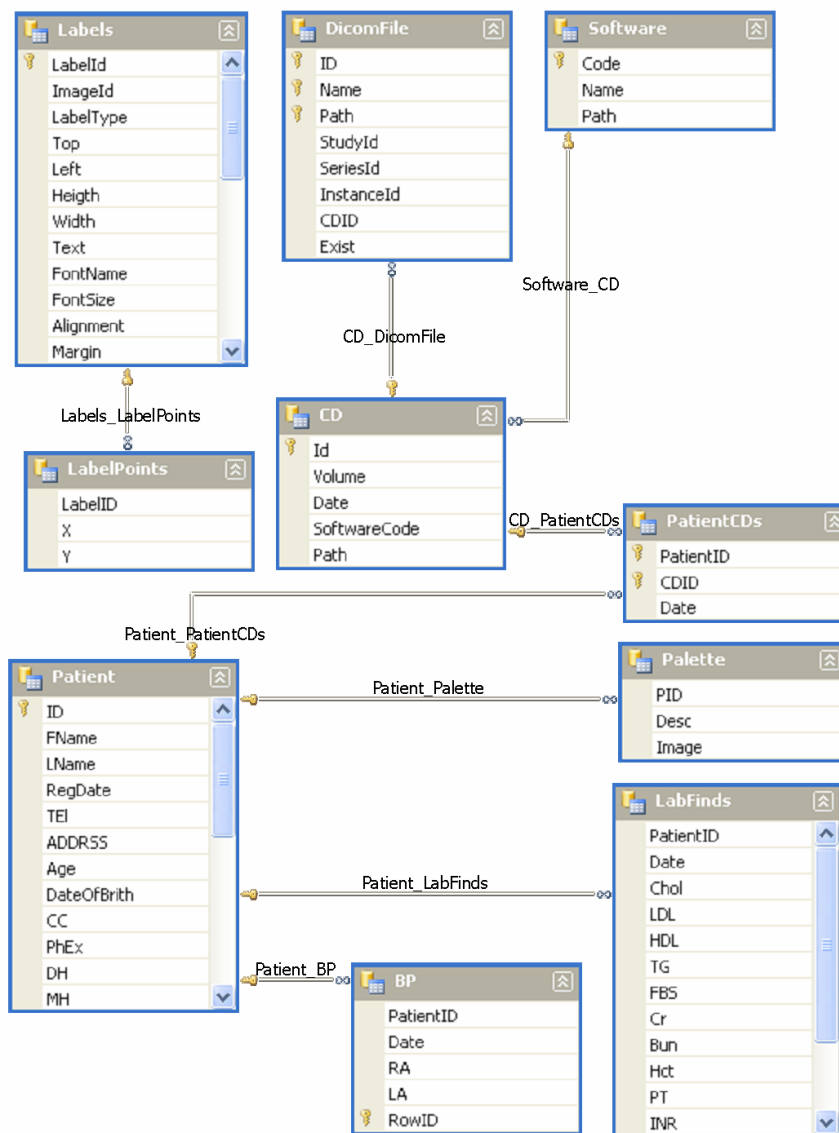 Labels
LabelId
ImageId
LabelType
Top
Left
Heigth
Width
Text
FontName
FontSize
Alignment
Margin
DicomFile
ID
Name
Path
StudyId
SeriesId
InstanceId
CDID
Exist
Software
Code
Name
Path
Software_CD
CD_DicomFile
Labels_LabelPoints
LabelPoints
LabelID
X
Y
CD
Id
Volume
Date
SoftwareCode
Path
CD_PatientCDs
PatientCDs
PatientID
CDID
Date
Patient_PatientCDs
Patient
ID
FName
LName
RegDate
TEl
ADDRSS
Age
DateOfBrith
CC
PhEx
DH
MH
Patient_Palette
Palette
PID
Desc
Image
Patient_LabFinds
LabFinds
PatientID
Date
Chol
LDL
HDL
TG
FBS
Cr
Bun
Hct
PT
INR
Patient_BP
BP
PatientID
Date
RA
LA
RowID